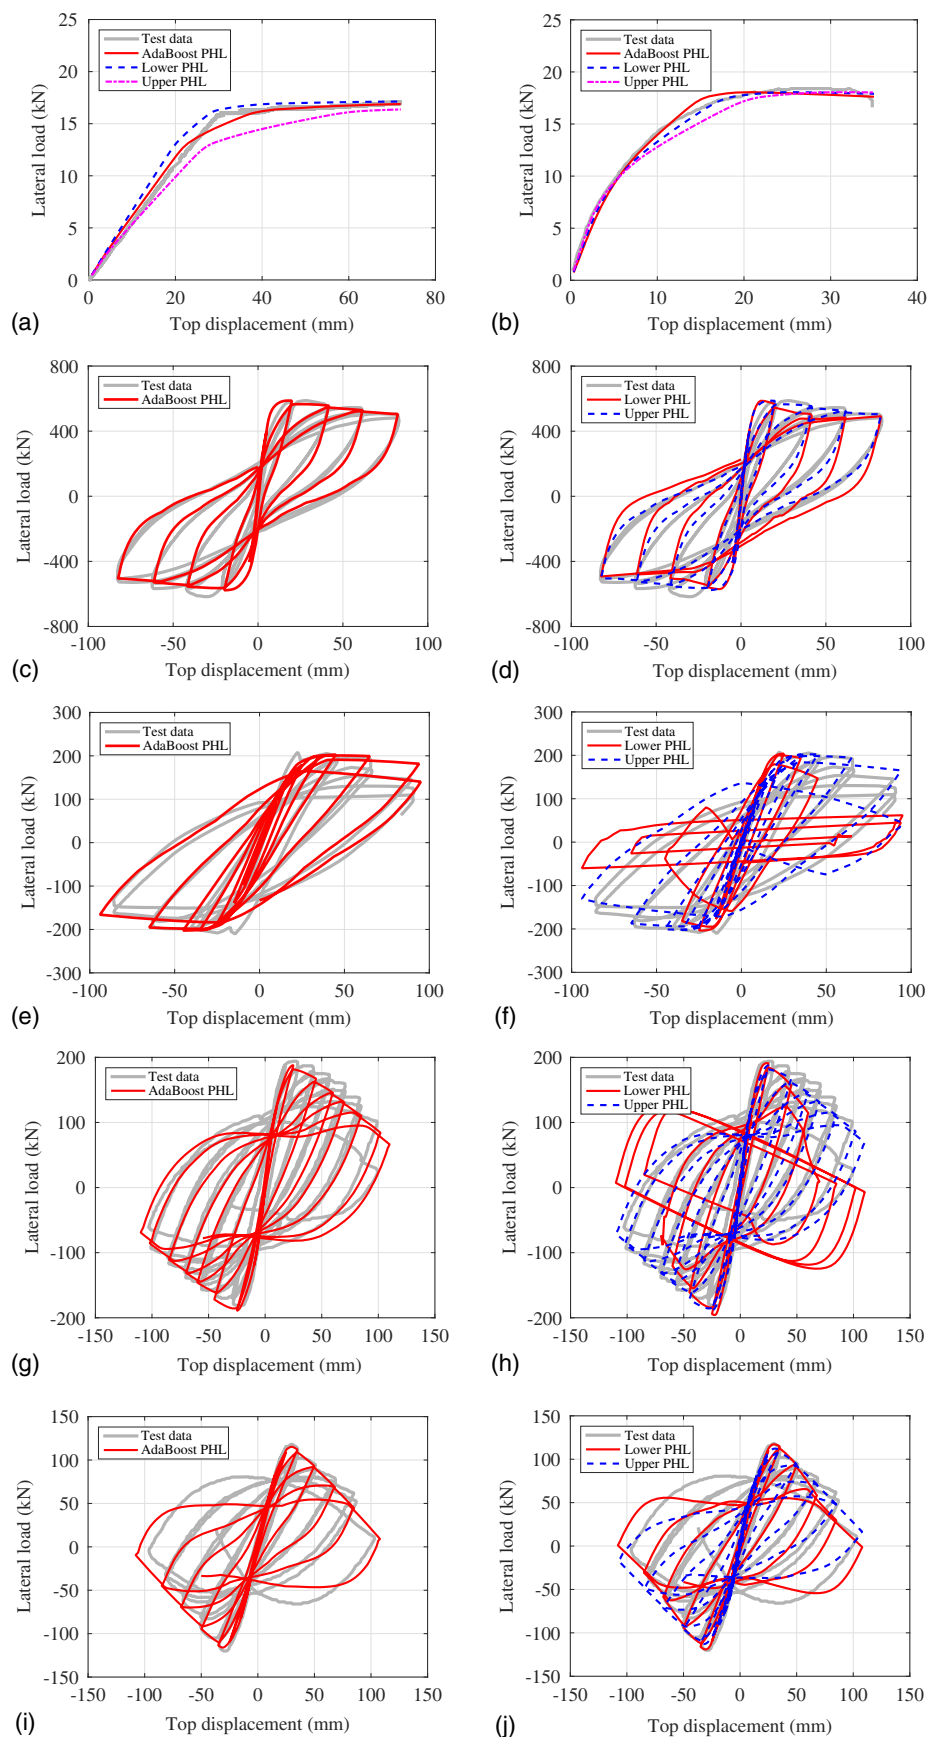 25
20
15
10
5
0
Lateral load (kN)
Test data
AdaBoost PHL
Lower PHL
Upper PHL
0 20 40 60 80
(a) Top displacement (mm)
25
20
15
10
5
0
Lateral load (kN)
Test data
AdaBoost PHL
Lower PHL
Upper PHL
0 10 20 30 40
(b) Top displacement (mm)
800
400
0
-400
-800
Lateral load (kN)
Test data
AdaBoost PHL
-100 -50 0 50 100
(c) Top displacement (mm)
800
400
0
-400
-800
Lateral load (kN)
Test data
Lower PHL
Upper PHL
-100 -50 0 50 100
(d) Top displacement (mm)
300
200
100
0
-100
-200
-300
Lateral load (kN)
Test data
AdaBoost PHL
-100 -50 0 50 100
(e) Top displacement (mm)
300
200
100
0
-100
-200
-300
Lateral load (kN)
Test data
Lower PHL
Upper PHL
-100 -50 0 50 100
(f) Top displacement (mm)
200
100
0
-100
-200
Lateral load (kN)
Test data
AdaBoost PHL
-150 -100 -50 0 50 100 150
(g) Top displacement (mm)
200
100
0
-100
-200
Lateral load (kN)
Test data
Lower PHL
Upper PHL
-150 -100 -50 0 50 100 150
(h) Top displacement (mm)
150
100
50
0
-50
-100
-150
Lateral load (kN)
Test data
AdaBoost PHL
-150 -100 -50 0 50 100 150
(i) Top displacement (mm)
150
100
50
0
-50
-100
-150
Lateral load (kN)
Test data
Lower PHL
Upper PHL
-150 -100 -50 0 50 100 150
(j) Top displacement (mm)